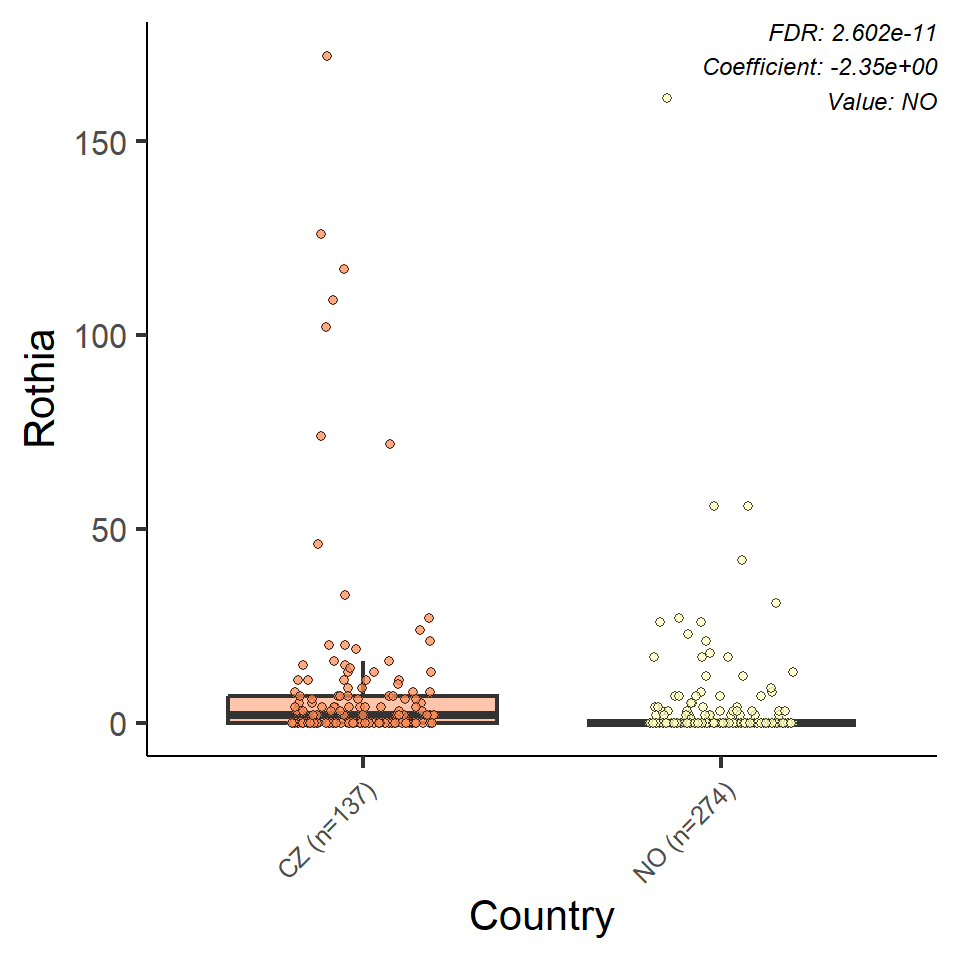 FDR: 2.602e-11
Coefficient: -2.35e+00
Value: NO
150
100
50
0
Rothia
CZ (n=137)
NO (n=274)
Country